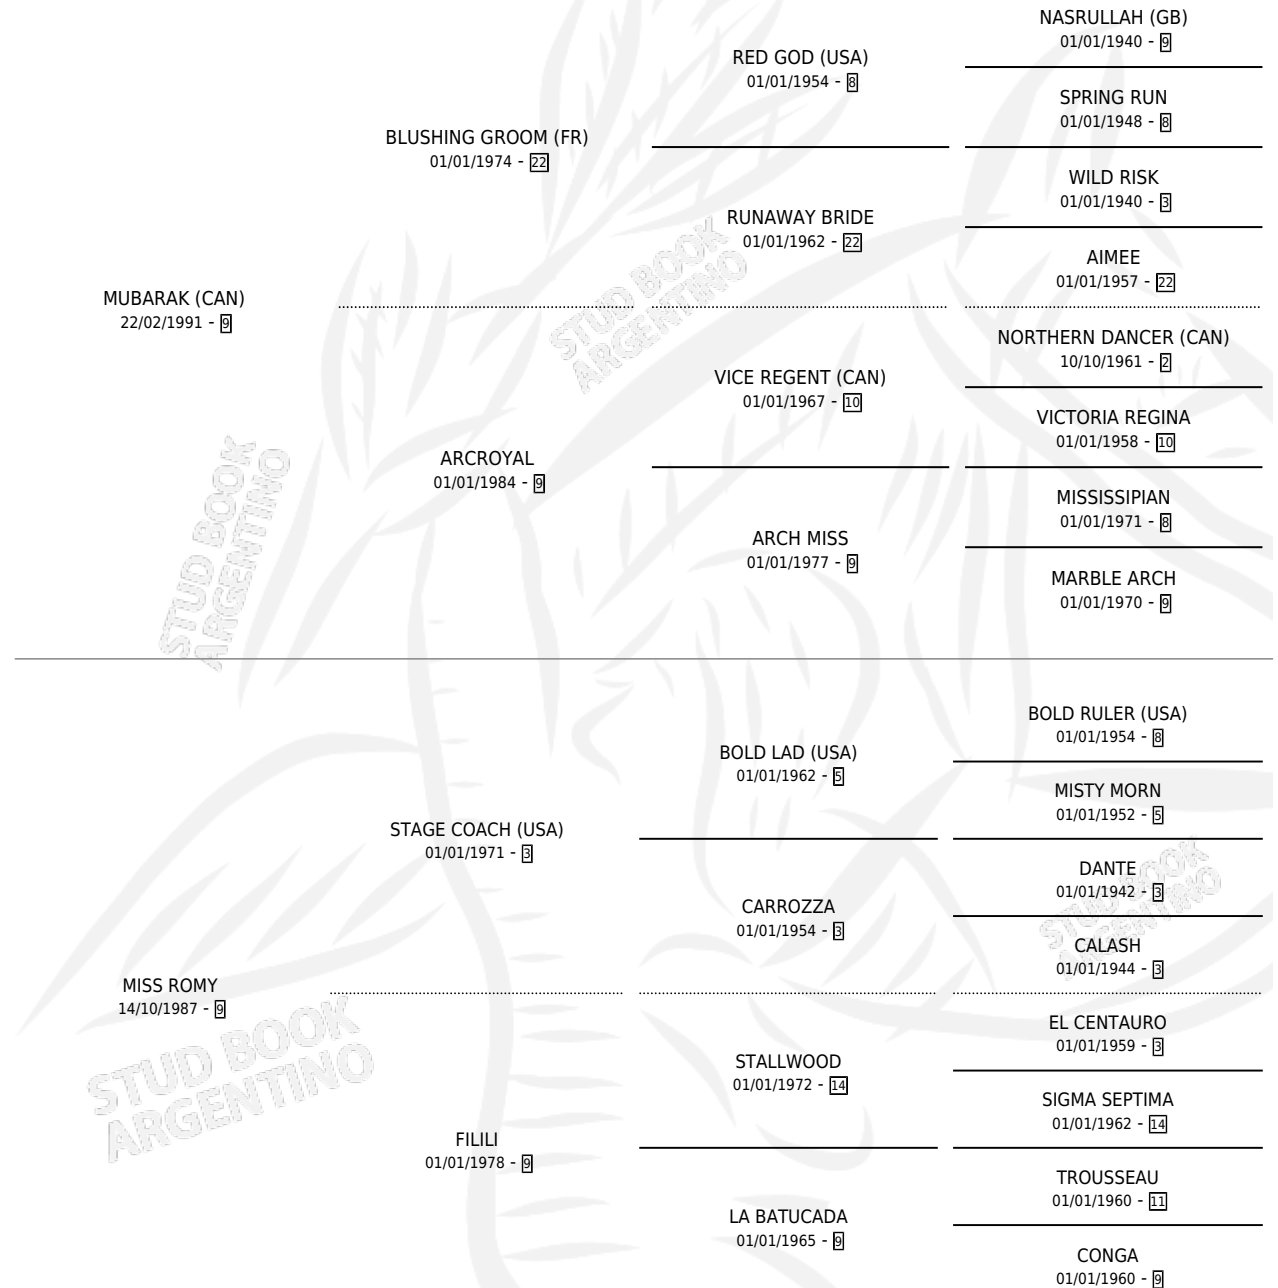 NASRULLAH (GB)
01/01/1940 - 9
RED GOD (USA)
01/01/1954 - 8
SPRING RUN
01/01/1948 - 8
BLUSHING GROOM (FR)
01/01/1974 - 22
WILD RISK
01/01/1940 - 3
RUNAWAY BRIDE
01/01/1962 - 22
AIMEE
01/01/1957 - 22
MUBARAK (CAN)
22/02/1991 - 9
NORTHERN DANCER (CAN)
10/10/1961 - 2
VICE REGENT (CAN)
01/01/1967 - 10
VICTORIA REGINA
01/01/1958 - 10
ARCROYAL
01/01/1984 - 9
MISSISSIPIAN
01/01/1971 - 8
ARCH MISS
01/01/1977 - 9
MARBLE ARCH
01/01/1970 - 9
BOLD RULER (USA)
01/01/1954 - 8
BOLD LAD (USA)
01/01/1962 - 5
MISTY MORN
01/01/1952 - 5
STAGE COACH (USA)
01/01/1971 - 3
DANTE
01/01/1942 - 3
CARROZZA
01/01/1954 - 3
CALASH
01/01/1944 - 3
MISS ROMY
14/10/1987 - 9
EL CENTAURO
01/01/1959 - 3
STALLWOOD
01/01/1972 - 14
SIGMA SEPTIMA
01/01/1962 - 14
FILILI
01/01/1978 - 9
TROUSSEAU
01/01/1960 - 11
LA BATUCADA
01/01/1965 - 9
CONGA
01/01/1960 - 9
STUD BOOK
ARGENTINO
STUD BOOK
ARGENTINO
STUD BOOK
ARGENTINO
STUD BOOK
ARGENTINO